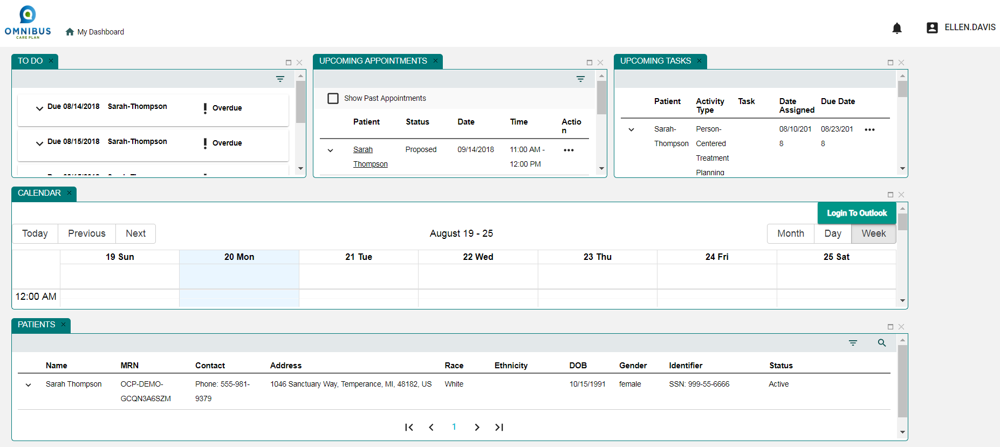 OMNIBUS
CARE PLAN
My Dashboard
ELLEN.DAVIS
TO DO
Due 08/14/2018 Sarah-Thompson Overdue
Due 08/15/2018 Sarah-Thompson Overdue
UPCOMING APPOINTMENTS
Show Past Appointments
Patient Status Date Time Actio
n
Sarah Proposed 09/14/2018 11:00 AM -
Thompson 12:00 PM
UPCOMING TASKS
Patient Activity Task Date Due Date
Type Assigned
Sarah- Person- 08/10/201 08/23/201
Thompson Centered 8 8
Treatment
Planning
CALENDAR
Login To Outlook
Today Previous Next August 19 - 25 Month Day Week
19 Sun 20 Mon 21 Tue 22 Wed 23 Thu 24 Fri 25 Sat
12:00 AM
PATIENTS
Name MRN Contact Address Race Ethnicity DOB Gender Identifier Status
Sarah Thompson OCP-DEMO- Phone: 555-981- 1046 Sanctuary Way, Temperance, MI, 48182, US White 10/15/1991 female SSN: 999-55-6666 Active
GCQN3A6SZM 9379
1